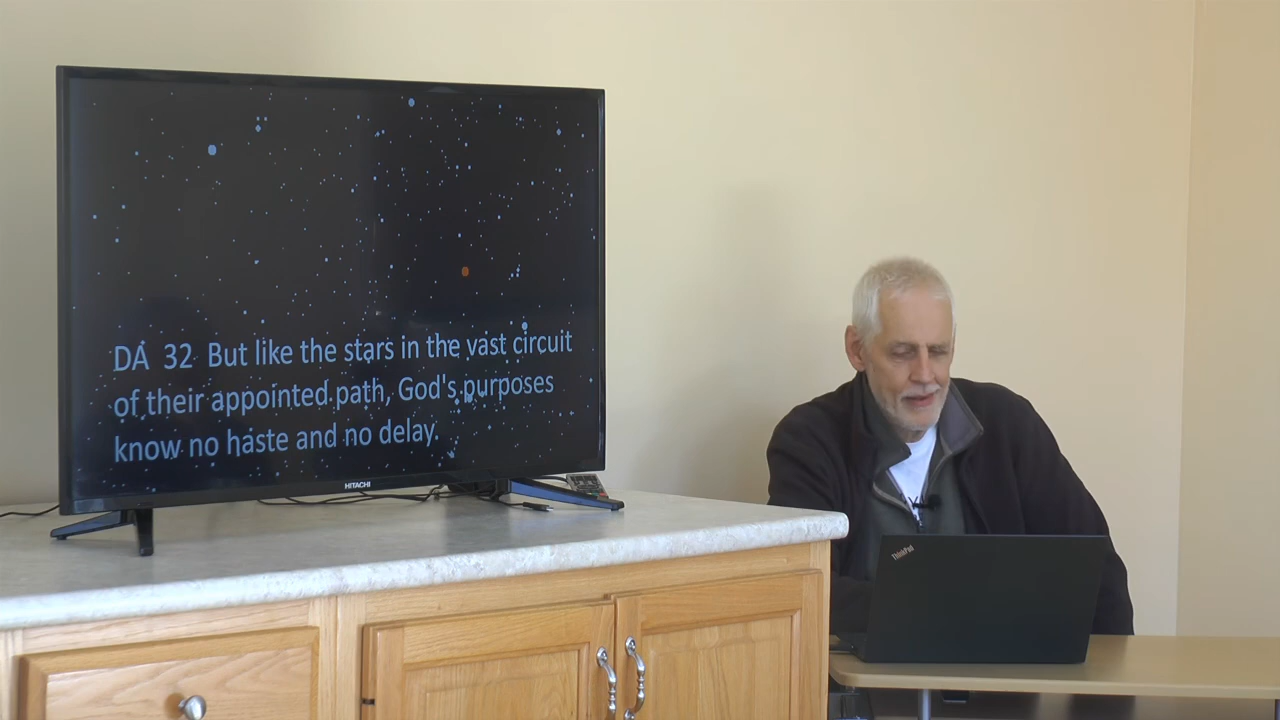 DA 32 But like the stars in the vast circuit
of their appointed path, God's purposes
know no haste and no delay.
HITACHI
ThinkPad